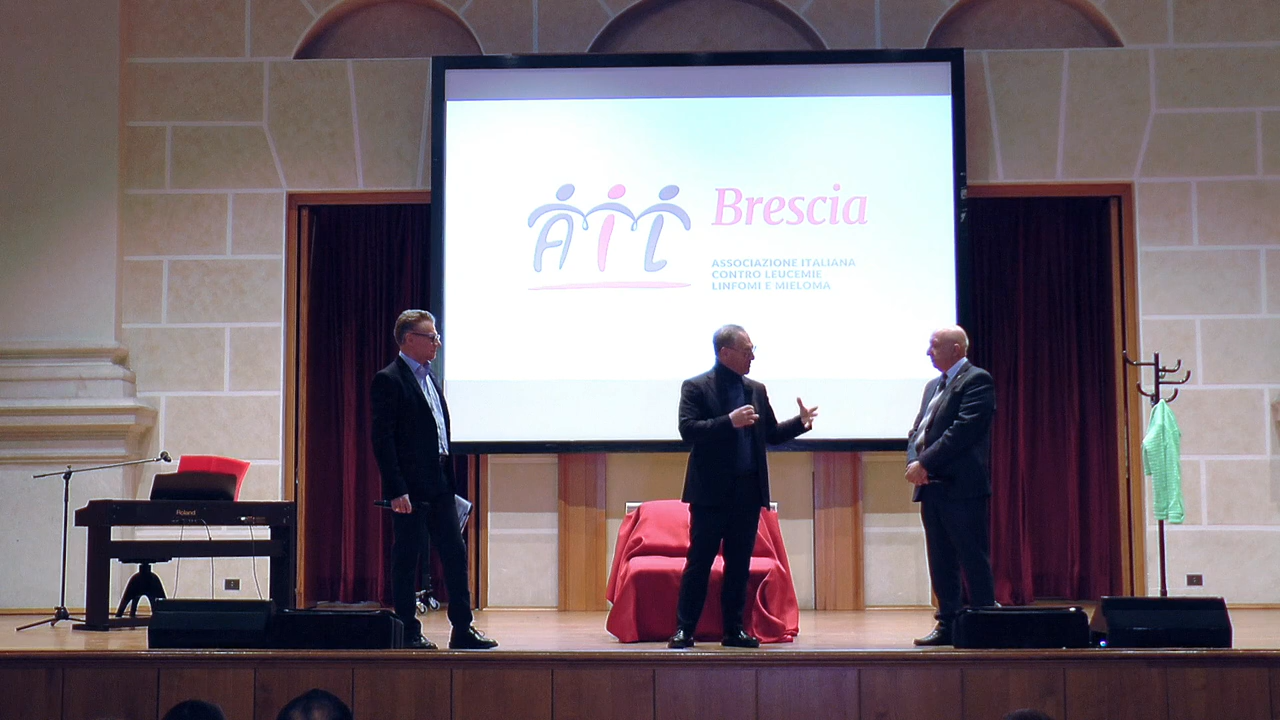 AIL
Brescia
ASSOCIAZIONE ITALIANA
CONTRO LEUCEMIE
LINFOMI E MIELOMA
Roland